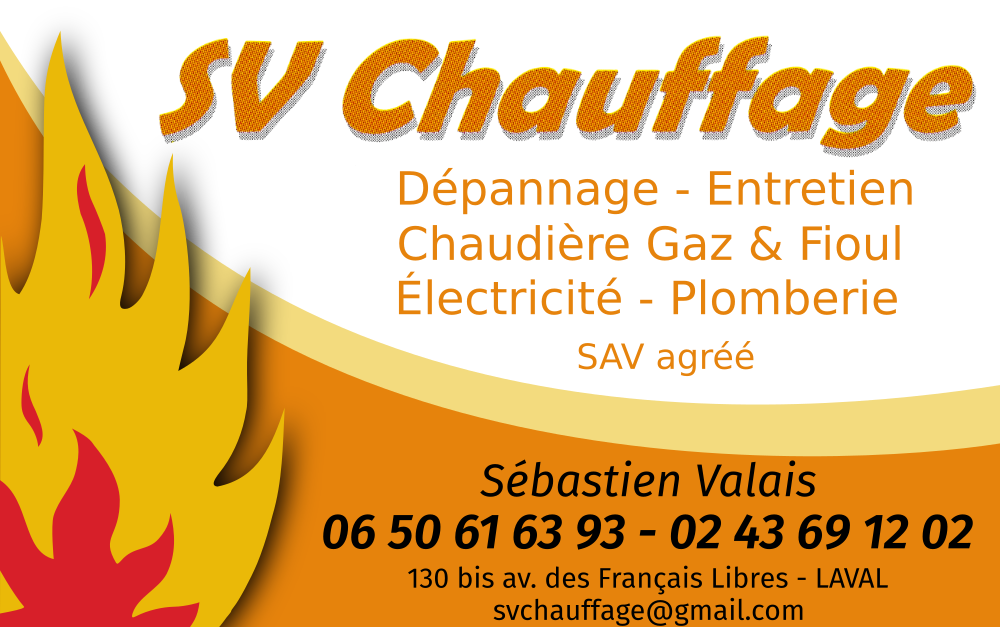 SV Chauffage
Dépannage - Entretien
Chaudière Gaz & Fioul
Électricité - Plomberie
SAV agréé
Sébastien Valais
06 50 61 63 93 - 02 43 69 12 02
130 bis av. des Français Libres - LAVAL
svchauffage@gmail.com